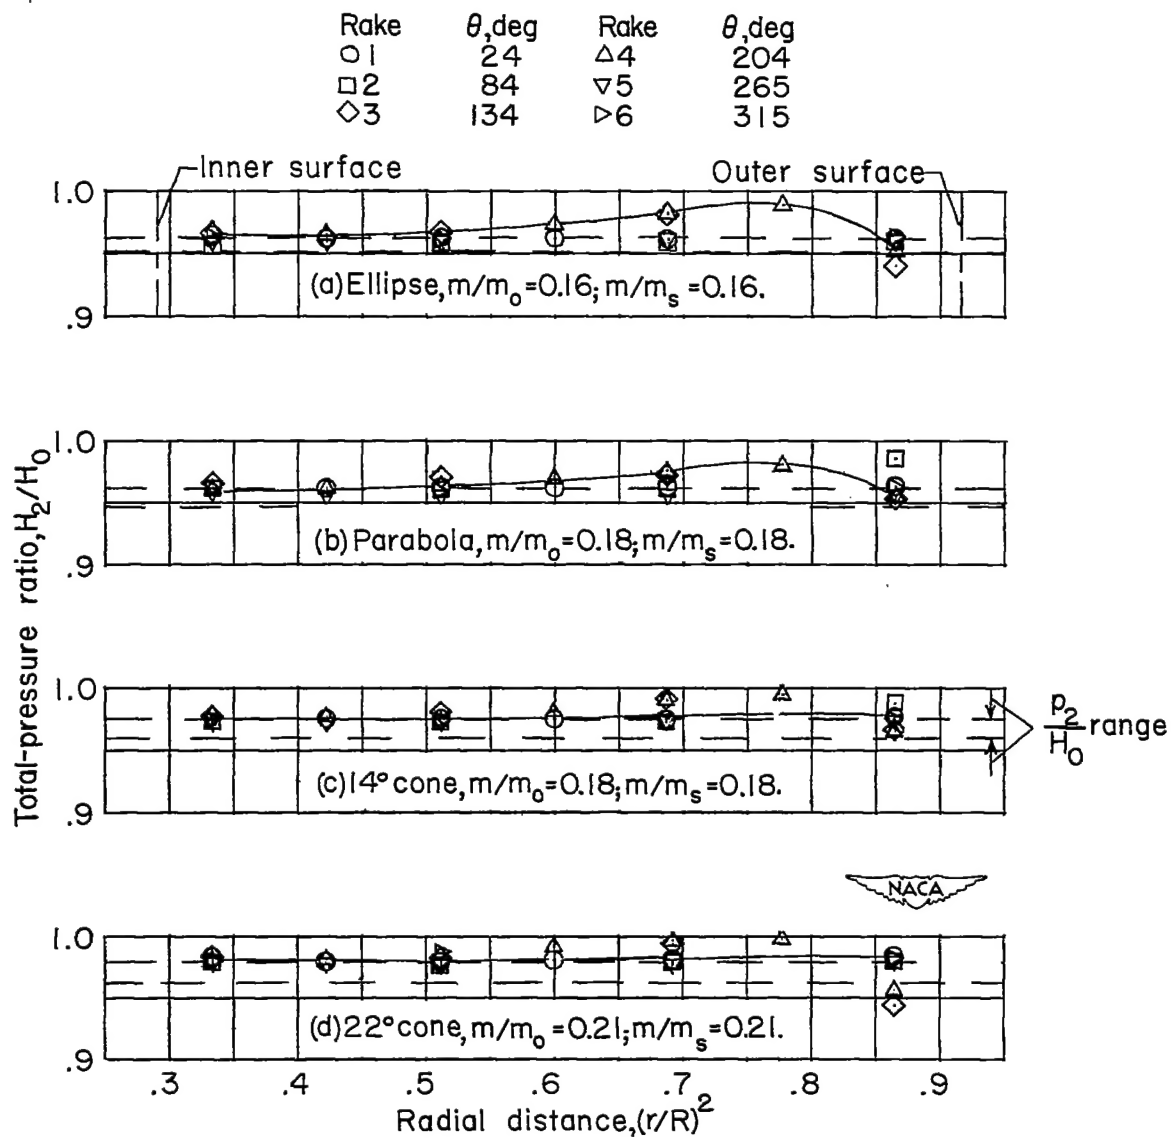 Rake θ,deg Rake θ,deg
1 24 4 204
2 84 5 265
3 134 6 315
Inner surface Outer surface
1.0
(a) Ellipse, m/m₀=0.16; m/mₛ=0.16.
.9
1.0
(b) Parabola, m/m₀=0.18; m/mₛ=0.18.
.9
Total-pressure ratio, H₂/H₀
1.0
p₂/H₀ range
(c) 14° cone, m/m₀=0.18; m/mₛ=0.18.
.9
NACA
1.0
(d) 22° cone, m/m₀=0.21; m/mₛ=0.21.
.9
.3 .4 .5 .6 .7 .8 .9
Radial distance, (r/R)²